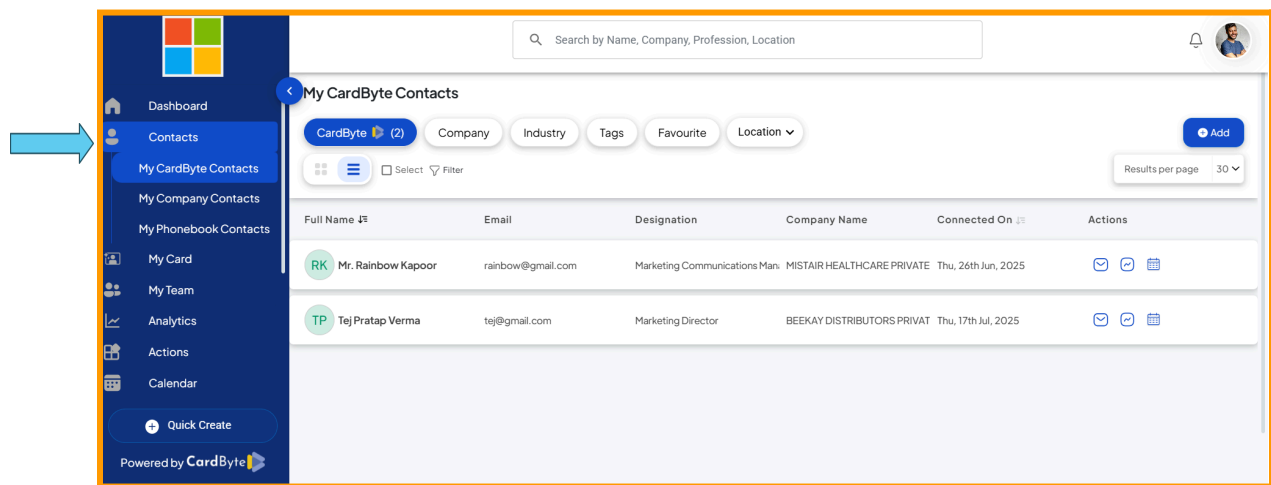 Search by Name, Company, Profession, Location
Dashboard
Contacts
My CardByte Contacts
My Company Contacts
My Phonebook Contacts
My Card
My Team
Analytics
Actions
Calendar
Quick Create
Powered by CardByte
My CardByte Contacts
CardByte (2) Company Industry Tags Favourite Location Add
Select Filter Results per page 30
Full Name Email Designation Company Name Connected On Actions
RK Mr. Rainbow Kapoor rainbow@gmail.com Marketing Communications Man MISTAIR HEALTHCARE PRIVATE Thu, 26th Jun, 2025
TP Tej Pratap Verma tej@gmail.com Marketing Director BEEKAY DISTRIBUTORS PRIVAT Thu, 17th Jul, 2025